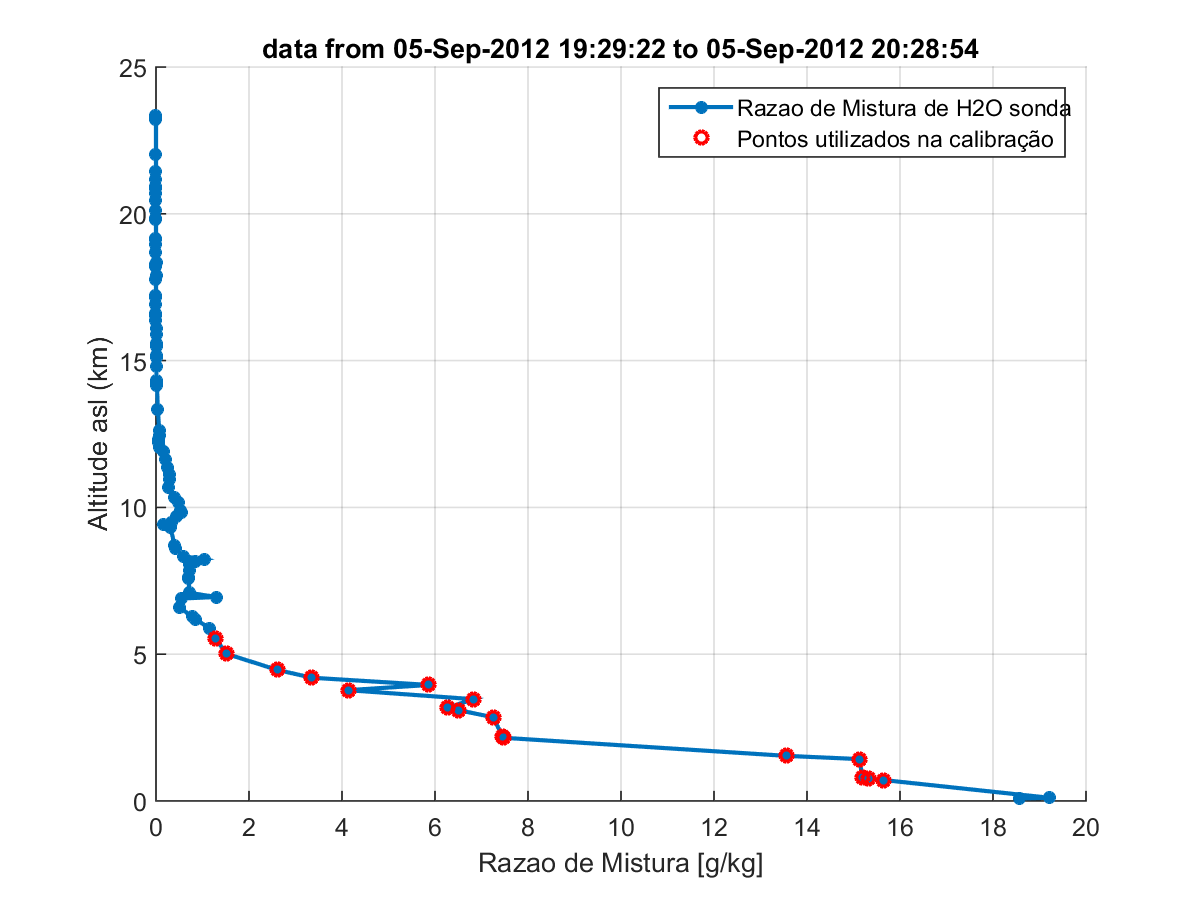 data from 05-Sep-2012 19:29:22 to 05-Sep-2012 20:28:54
Razao de Mistura de H2O sonda
Pontos utilizados na calibração
25
20
15
10
5
0
Altitude asl (km)
0 2 4 6 8 10 12 14 16 18 20
Razao de Mistura [g/kg]